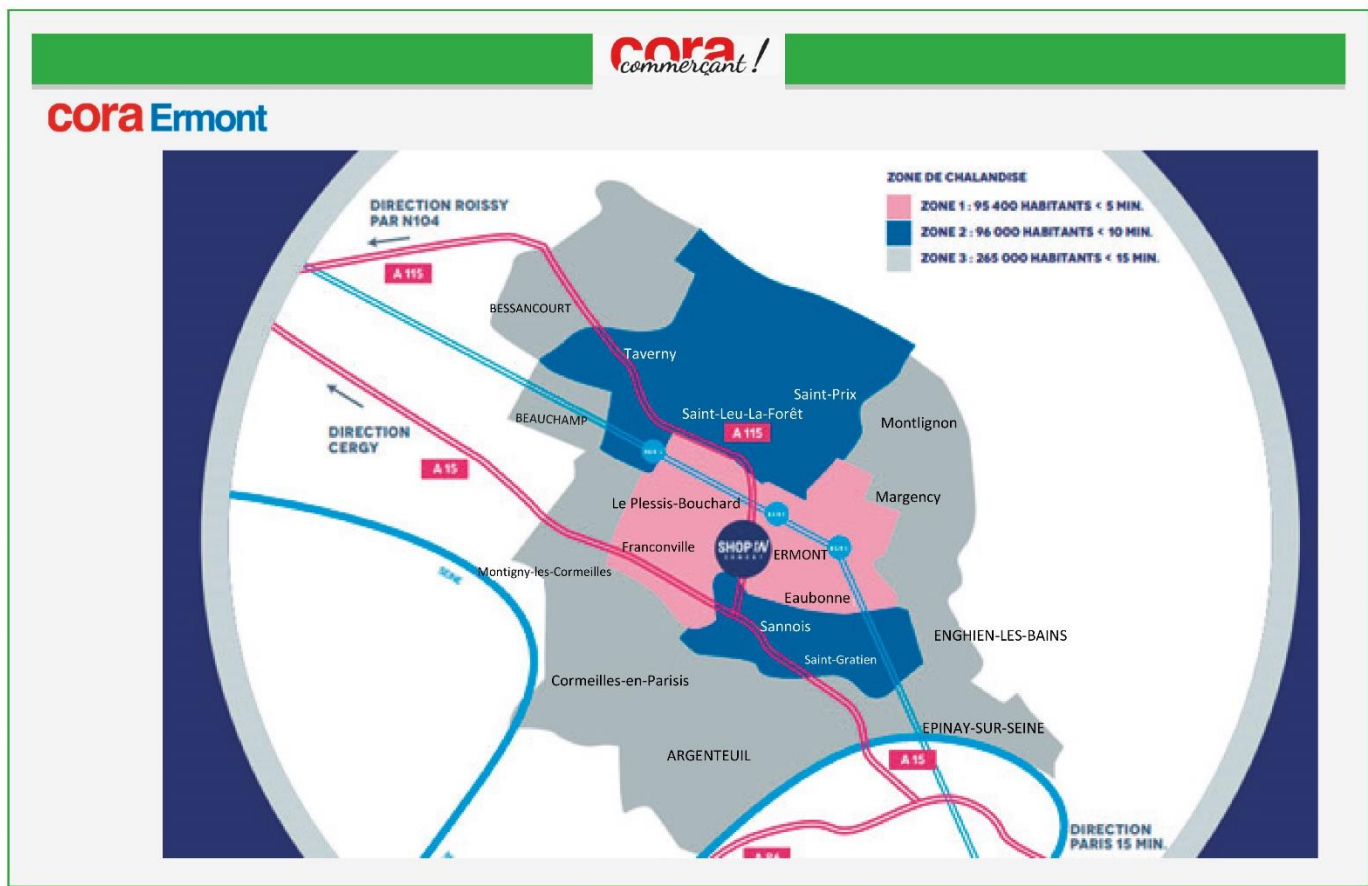 cora
commerçant !
cora Ermont
ZONE DE CHALANDISE
ZONE 1 : 95 400 HABITANTS < 5 MIN.
ZONE 2 : 96 000 HABITANTS < 10 MIN.
ZONE 3 : 265 000 HABITANTS < 15 MIN.
DIRECTION ROISSY
PAR N104
A 115
BESSANCOURT
Taverny
Saint-Prix
Saint-Leu-La-Forêt
A 115
Montlignon
BEAUCHAMP
DIRECTION
CERGY
A 15
Le Plessis-Bouchard
Margency
Franconville
SHOP IN
ERMONT
Montigny-les-Cormeilles
SEINE
Eaubonne
Sannois
ENGHIEN-LES-BAINS
Saint-Gratien
Cormeilles-en-Parisis
EPINAY-SUR-SEINE
ARGENTEUIL
A 15
DIRECTION
PARIS 15 MIN.